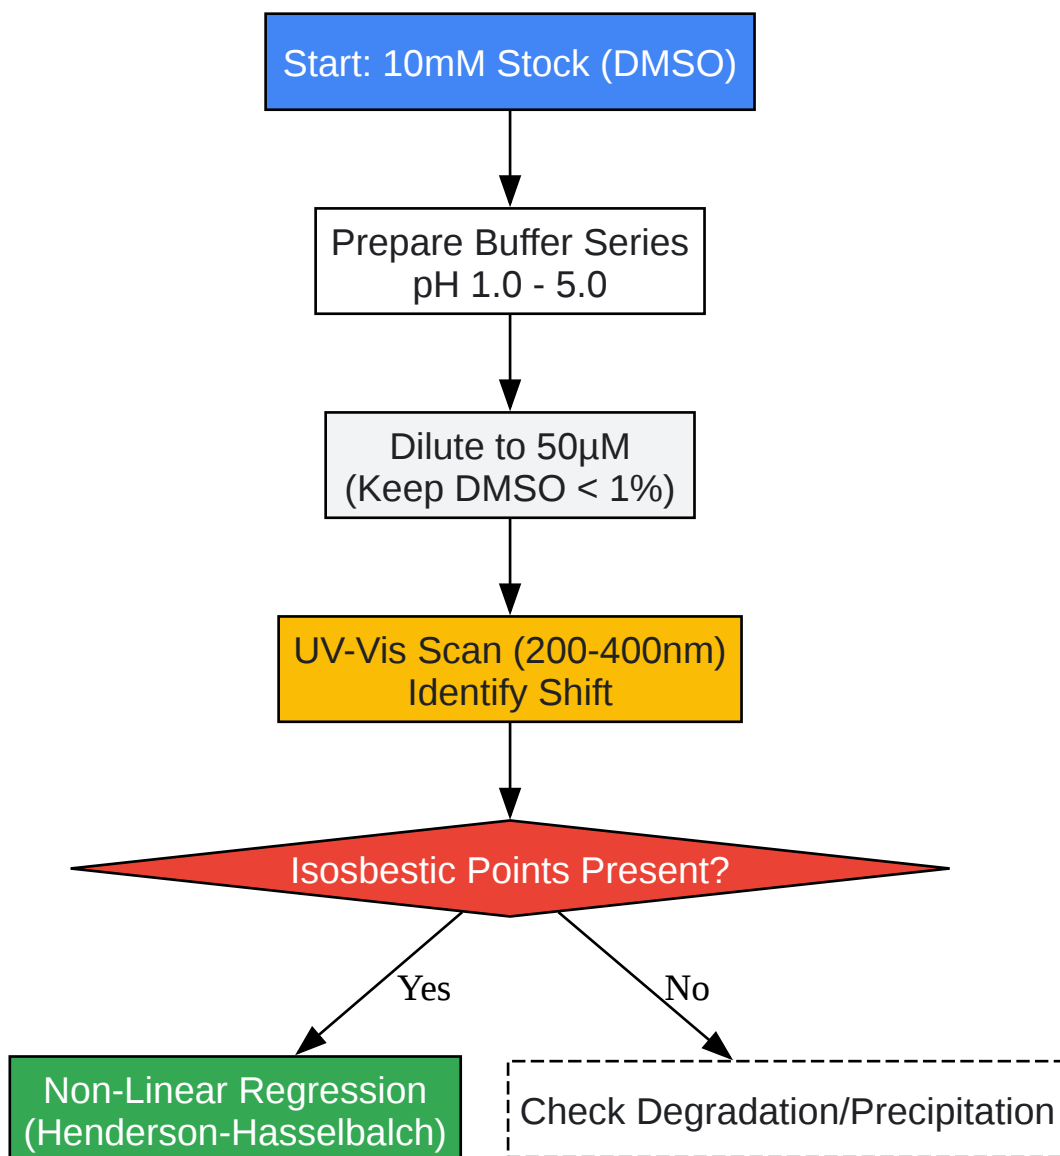 Start: 10mM Stock (DMSO)
Prepare Buffer Series
pH 1.0 - 5.0
Dilute to 50µM
(Keep DMSO < 1%)
UV-Vis Scan (200-400nm)
Identify Shift
Isosbestic Points Present?
Yes
No
Non-Linear Regression
(Henderson-Hasselbalch)
Check Degradation/Precipitation